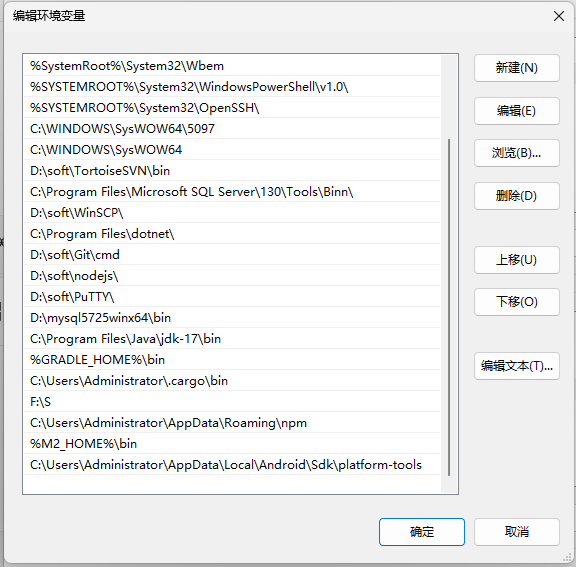 编辑环境变量
%SystemRoot%\System32\Wbem
%SYSTEMROOT%\System32\WindowsPowerShell\v1.0\
%SYSTEMROOT%\System32\OpenSSH\
C:\WINDOWS\SysWOW64\5097
C:\WINDOWS\SysWOW64
D:\soft\TortoiseSVN\bin
C:\Program Files\Microsoft SQL Server\130\Tools\Binn\
D:\soft\WinSCP\
C:\Program Files\dotnet\
D:\soft\Git\cmd
D:\soft\nodejs\
D:\soft\PuTTY\
D:\mysql5725winx64\bin
C:\Program Files\Java\jdk-17\bin
%GRADLE_HOME%\bin
C:\Users\Administrator\.cargo\bin
F:\S
C:\Users\Administrator\AppData\Roaming\npm
%M2_HOME%\bin
C:\Users\Administrator\AppData\Local\Android\Sdk\platform-tools
新建(N)
编辑(E)
浏览(B)...
删除(D)
上移(U)
下移(O)
编辑文本(T)...
确定
取消